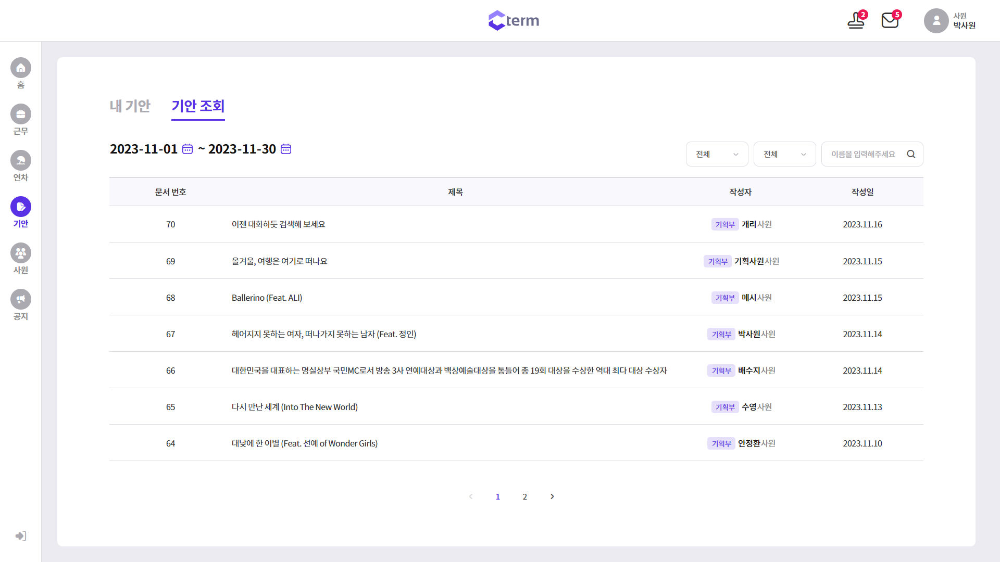 term
2
5
사원
박사원
홈
근무
연차
기안
사원
공지
내 기안 기안 조회
2023-11-01 ~ 2023-11-30
전체 전체 이름을 입력해주세요
문서 번호 제목 작성자 작성일
70 이젠 대화하듯 검색해 보세요 기획부 개리사원 2023.11.16
69 올겨울, 여행은 여기로 떠나요 기획부 기획사원사원 2023.11.15
68 Ballerino (Feat. ALI) 기획부 메시사원 2023.11.15
67 헤어지지 못하는 여자, 떠나가지 못하는 남자 (Feat. 정인) 기획부 박사원사원 2023.11.14
66 대한민국을 대표하는 명실상부 국민MC로서 방송 3사 연예대상과 백상예술대상을 통틀어 총 19회 대상을 수상한 역대 최다 대상 수상자 기획부 배수지사원 2023.11.14
65 다시 만난 세계 (Into The New World) 기획부 수영사원 2023.11.13
64 대낮에 한 이별 (Feat. 선예 of Wonder Girls) 기획부 안정환사원 2023.11.10
1 2